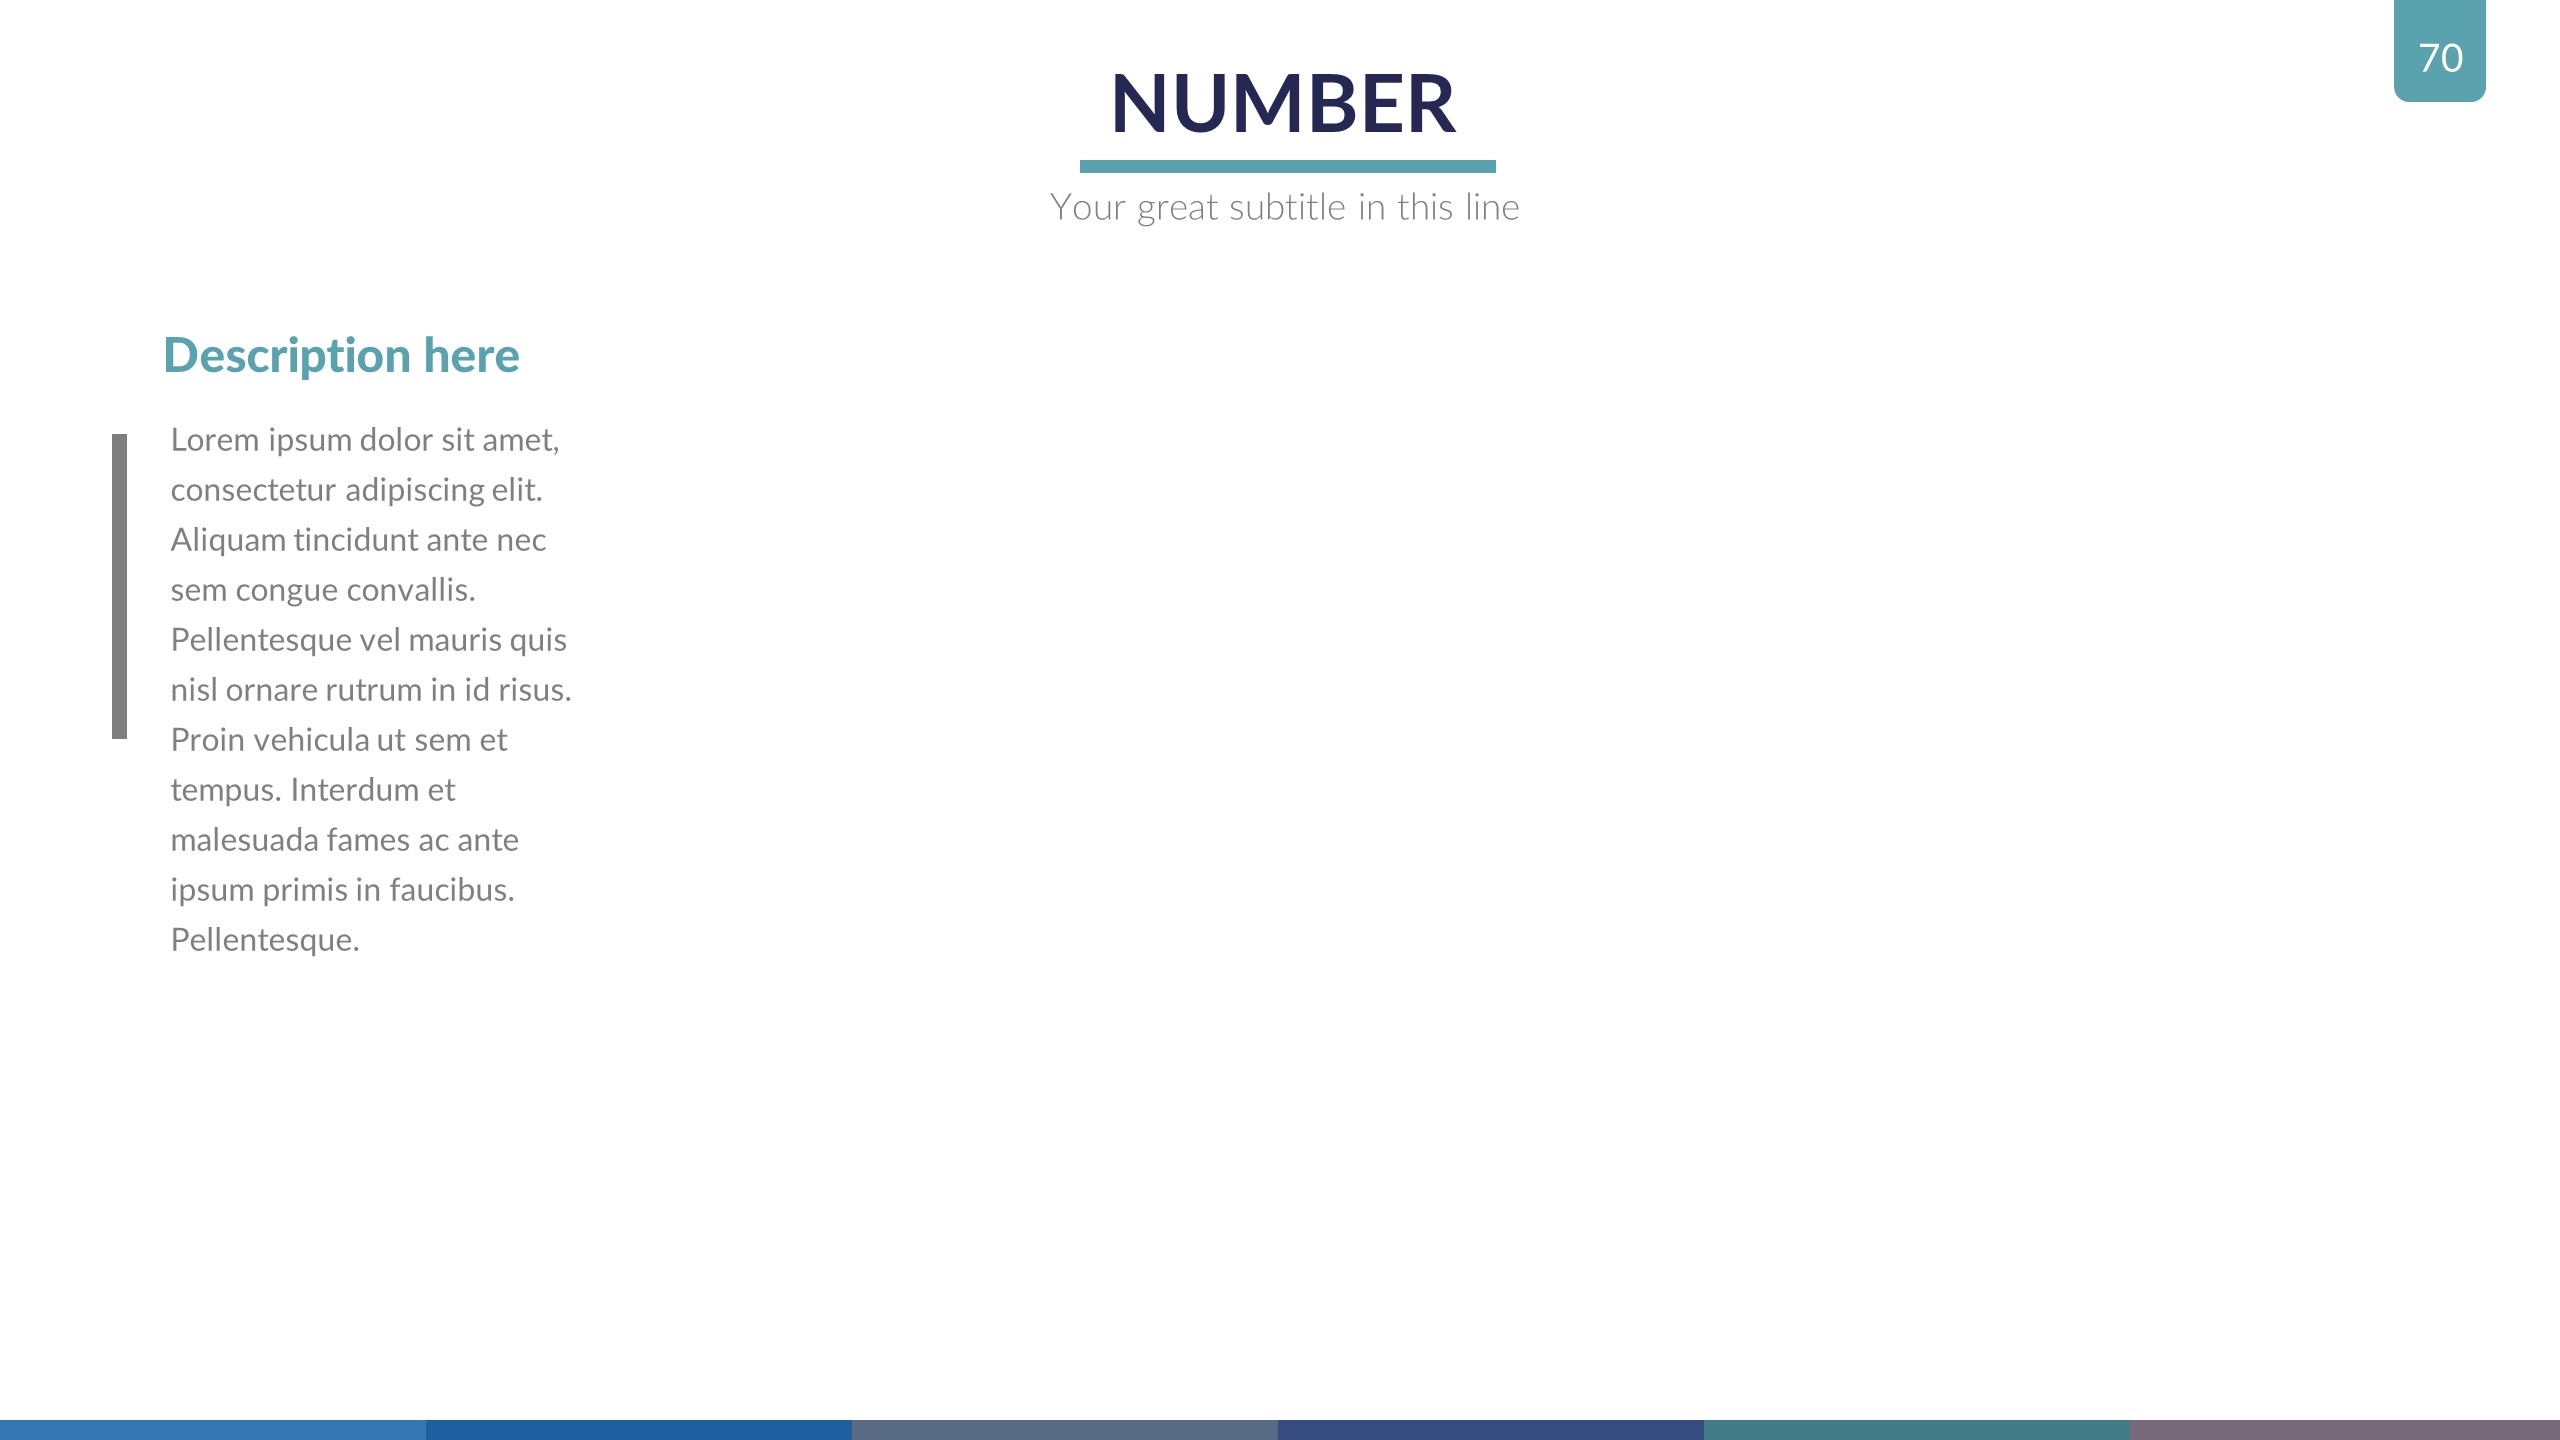 70
NUMBER
Your great subtitle in this line
Description here
Lorem ipsum dolor sit amet,
consectetur adipiscing elit.
Aliquam tincidunt ante nec
sem congue convallis.
Pellentesque vel mauris quis
nisl ornare rutrum in id risus.
Proin vehicula ut sem et
tempus. Interdum et
malesuada fames ac ante
ipsum primis in faucibus.
Pellentesque.